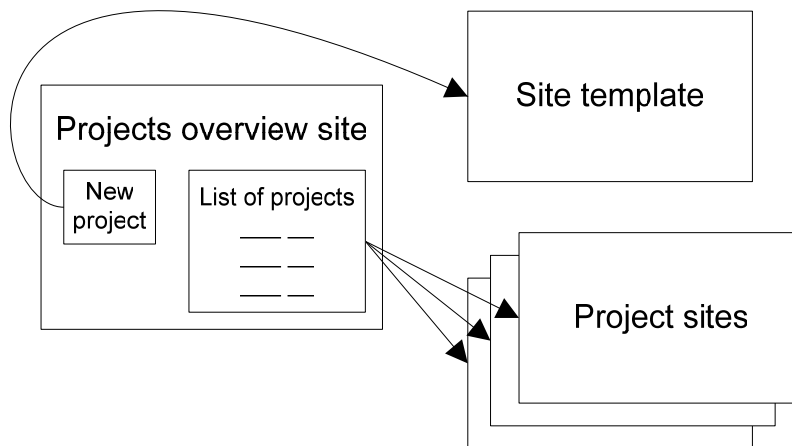 Site template
Projects overview site
New
project
List of projects
Project sites